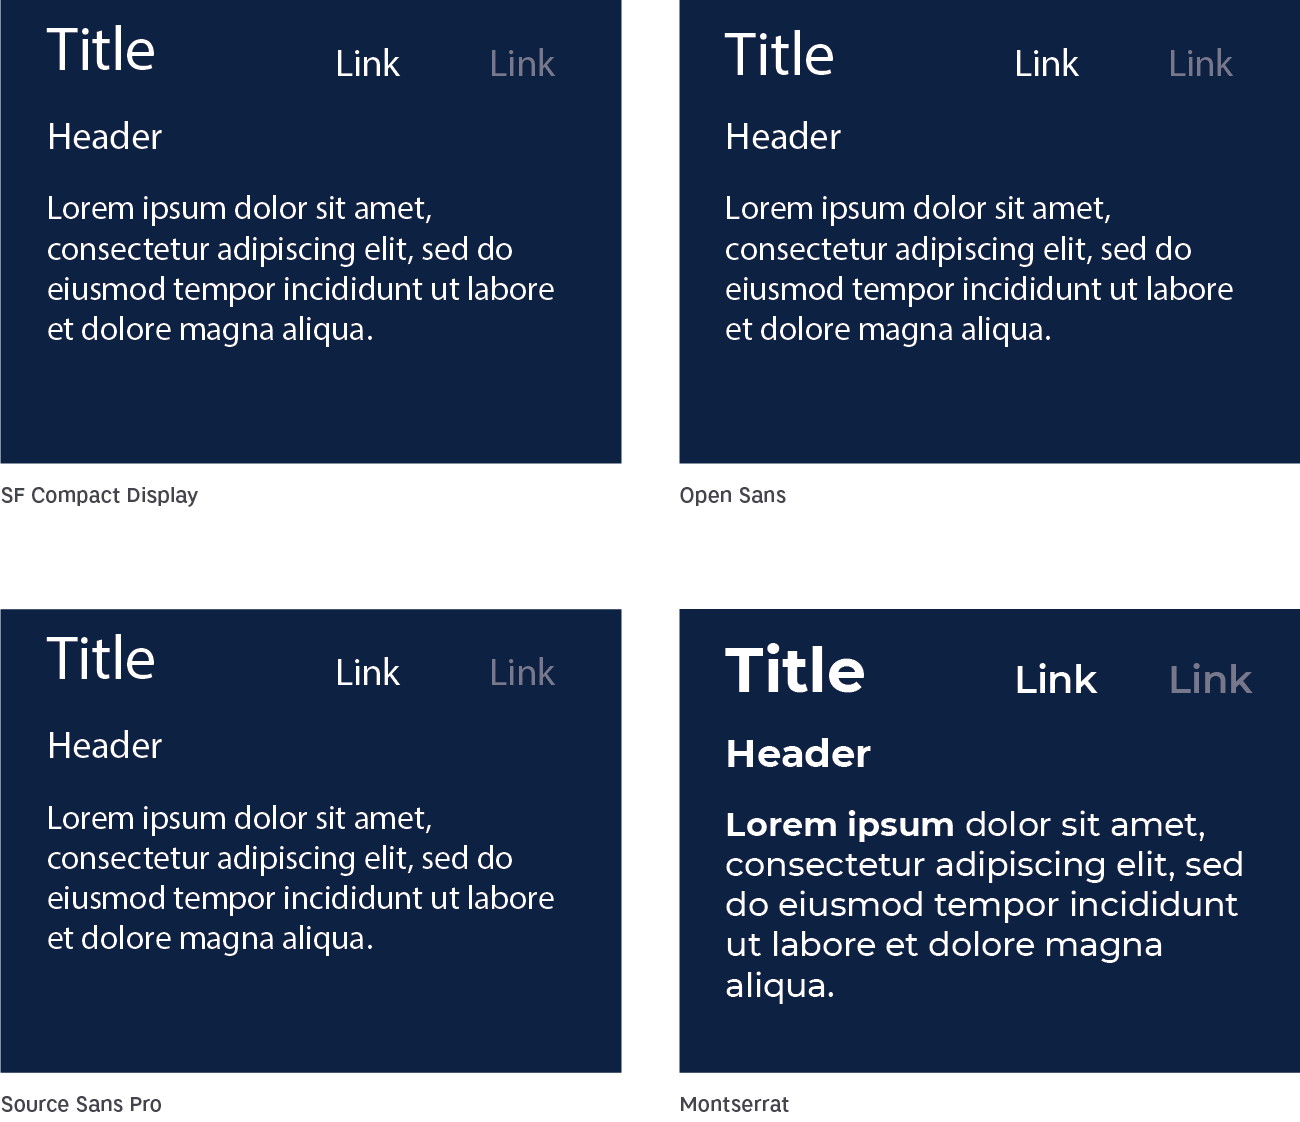 Title
Link
Link
Header
Lorem ipsum dolor sit amet,
consectetur adipiscing elit, sed do
eiusmod tempor incididunt ut labore
et dolore magna aliqua.
SF Compact Display
Title
Link
Link
Header
Lorem ipsum dolor sit amet,
consectetur adipiscing elit, sed do
eiusmod tempor incididunt ut labore
et dolore magna aliqua.
Open Sans
Title
Link
Link
Header
Lorem ipsum dolor sit amet,
consectetur adipiscing elit, sed do
eiusmod tempor incididunt ut labore
et dolore magna aliqua.
Source Sans Pro
Title
Link
Link
Header
Lorem ipsum dolor sit amet,
consectetur adipiscing elit, sed
do eiusmod tempor incididunt
ut labore et dolore magna
aliqua.
Montserrat